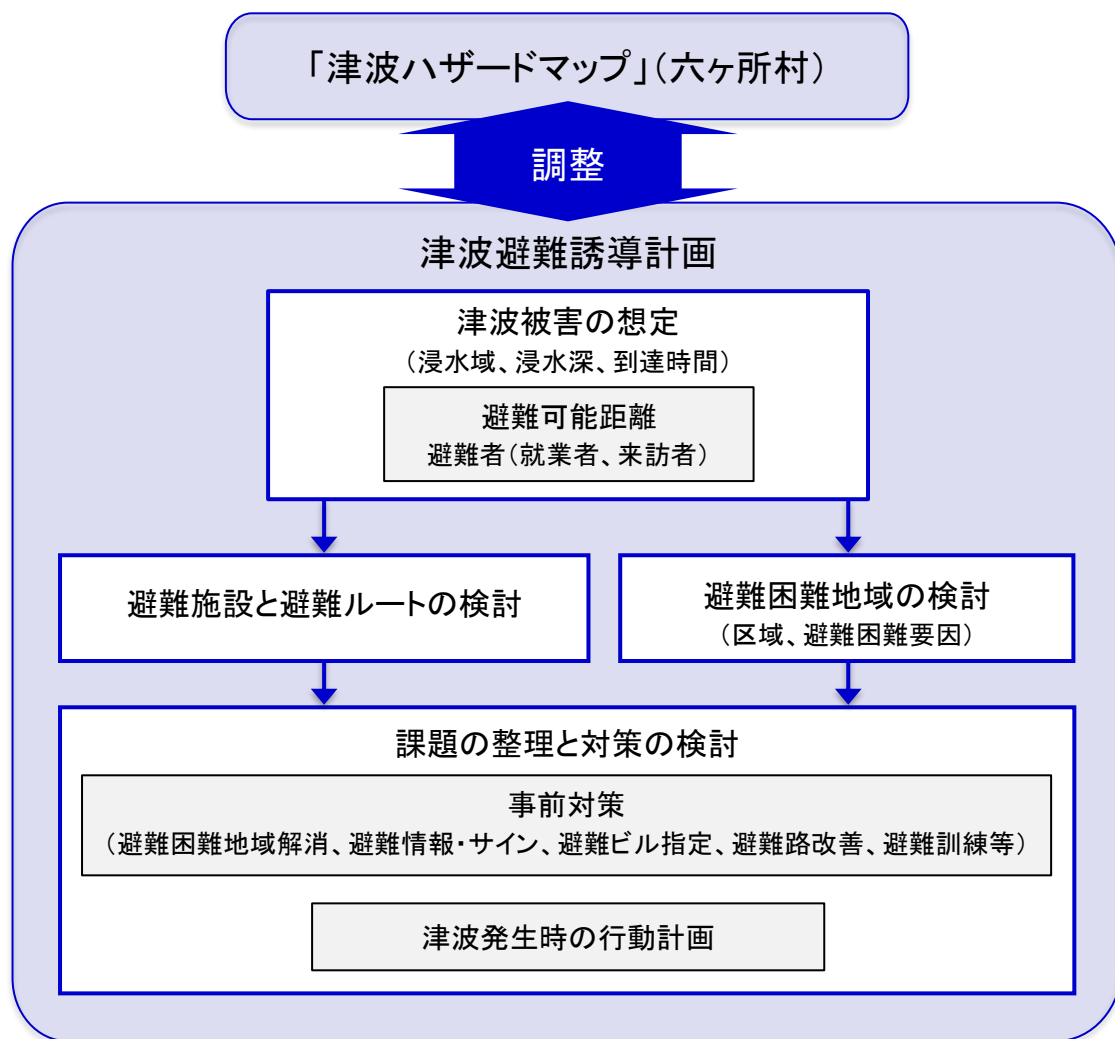 「津波ハザードマップ」(六ヶ所村)
調整
津波避難誘導計画
津波被害の想定
(浸水域、浸水深、到達時間)
避難可能距離
避難者(就業者、来訪者)
避難施設と避難ルートの検討
避難困難地域の検討
(区域、避難困難要因)
課題の整理と対策の検討
事前対策
(避難困難地域解消、避難情報・サイン、避難ビル指定、避難路改善、避難訓練等)
津波発生時の行動計画